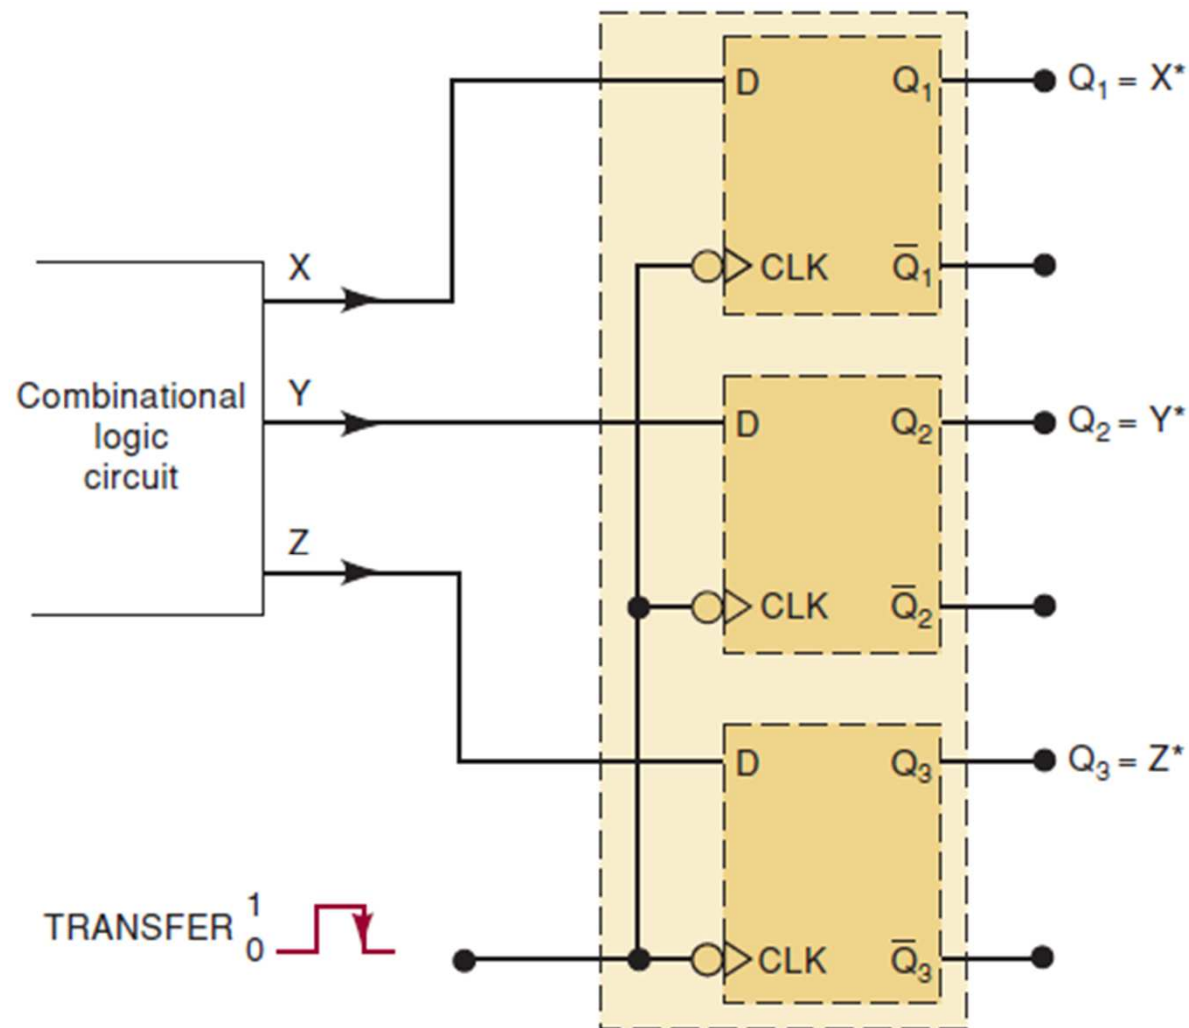 D
Q₁
Q₁ = X*
X
CLK
Q̅₁
Combinational
logic
circuit
Y
D
Q₂
Q₂ = Y*
Z
CLK
Q̅₂
D
Q₃
Q₃ = Z*
TRANSFER
1
0
CLK
Q̅₃